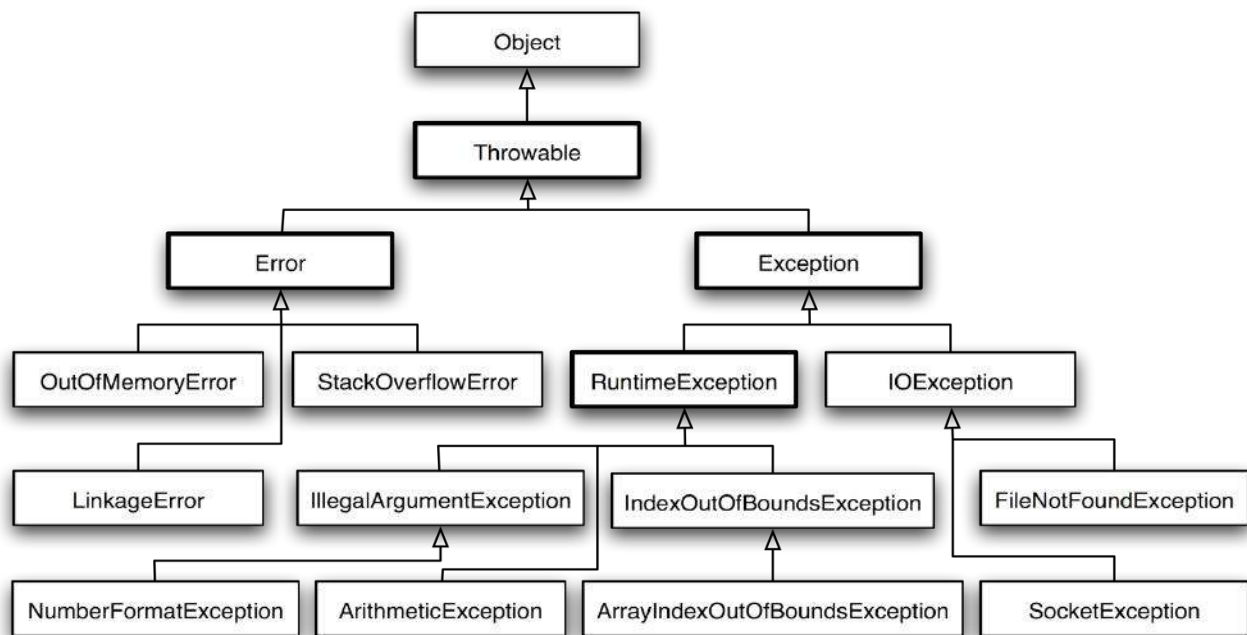 Object
Throwable
Error
Exception
OutOfMemoryError
StackOverflowError
RuntimeException
IOException
LinkageError
IllegalArgumentException
IndexOutOfBoundsException
FileNotFoundException
NumberFormatException
ArithmeticException
ArrayIndexOutOfBoundsException
SocketException